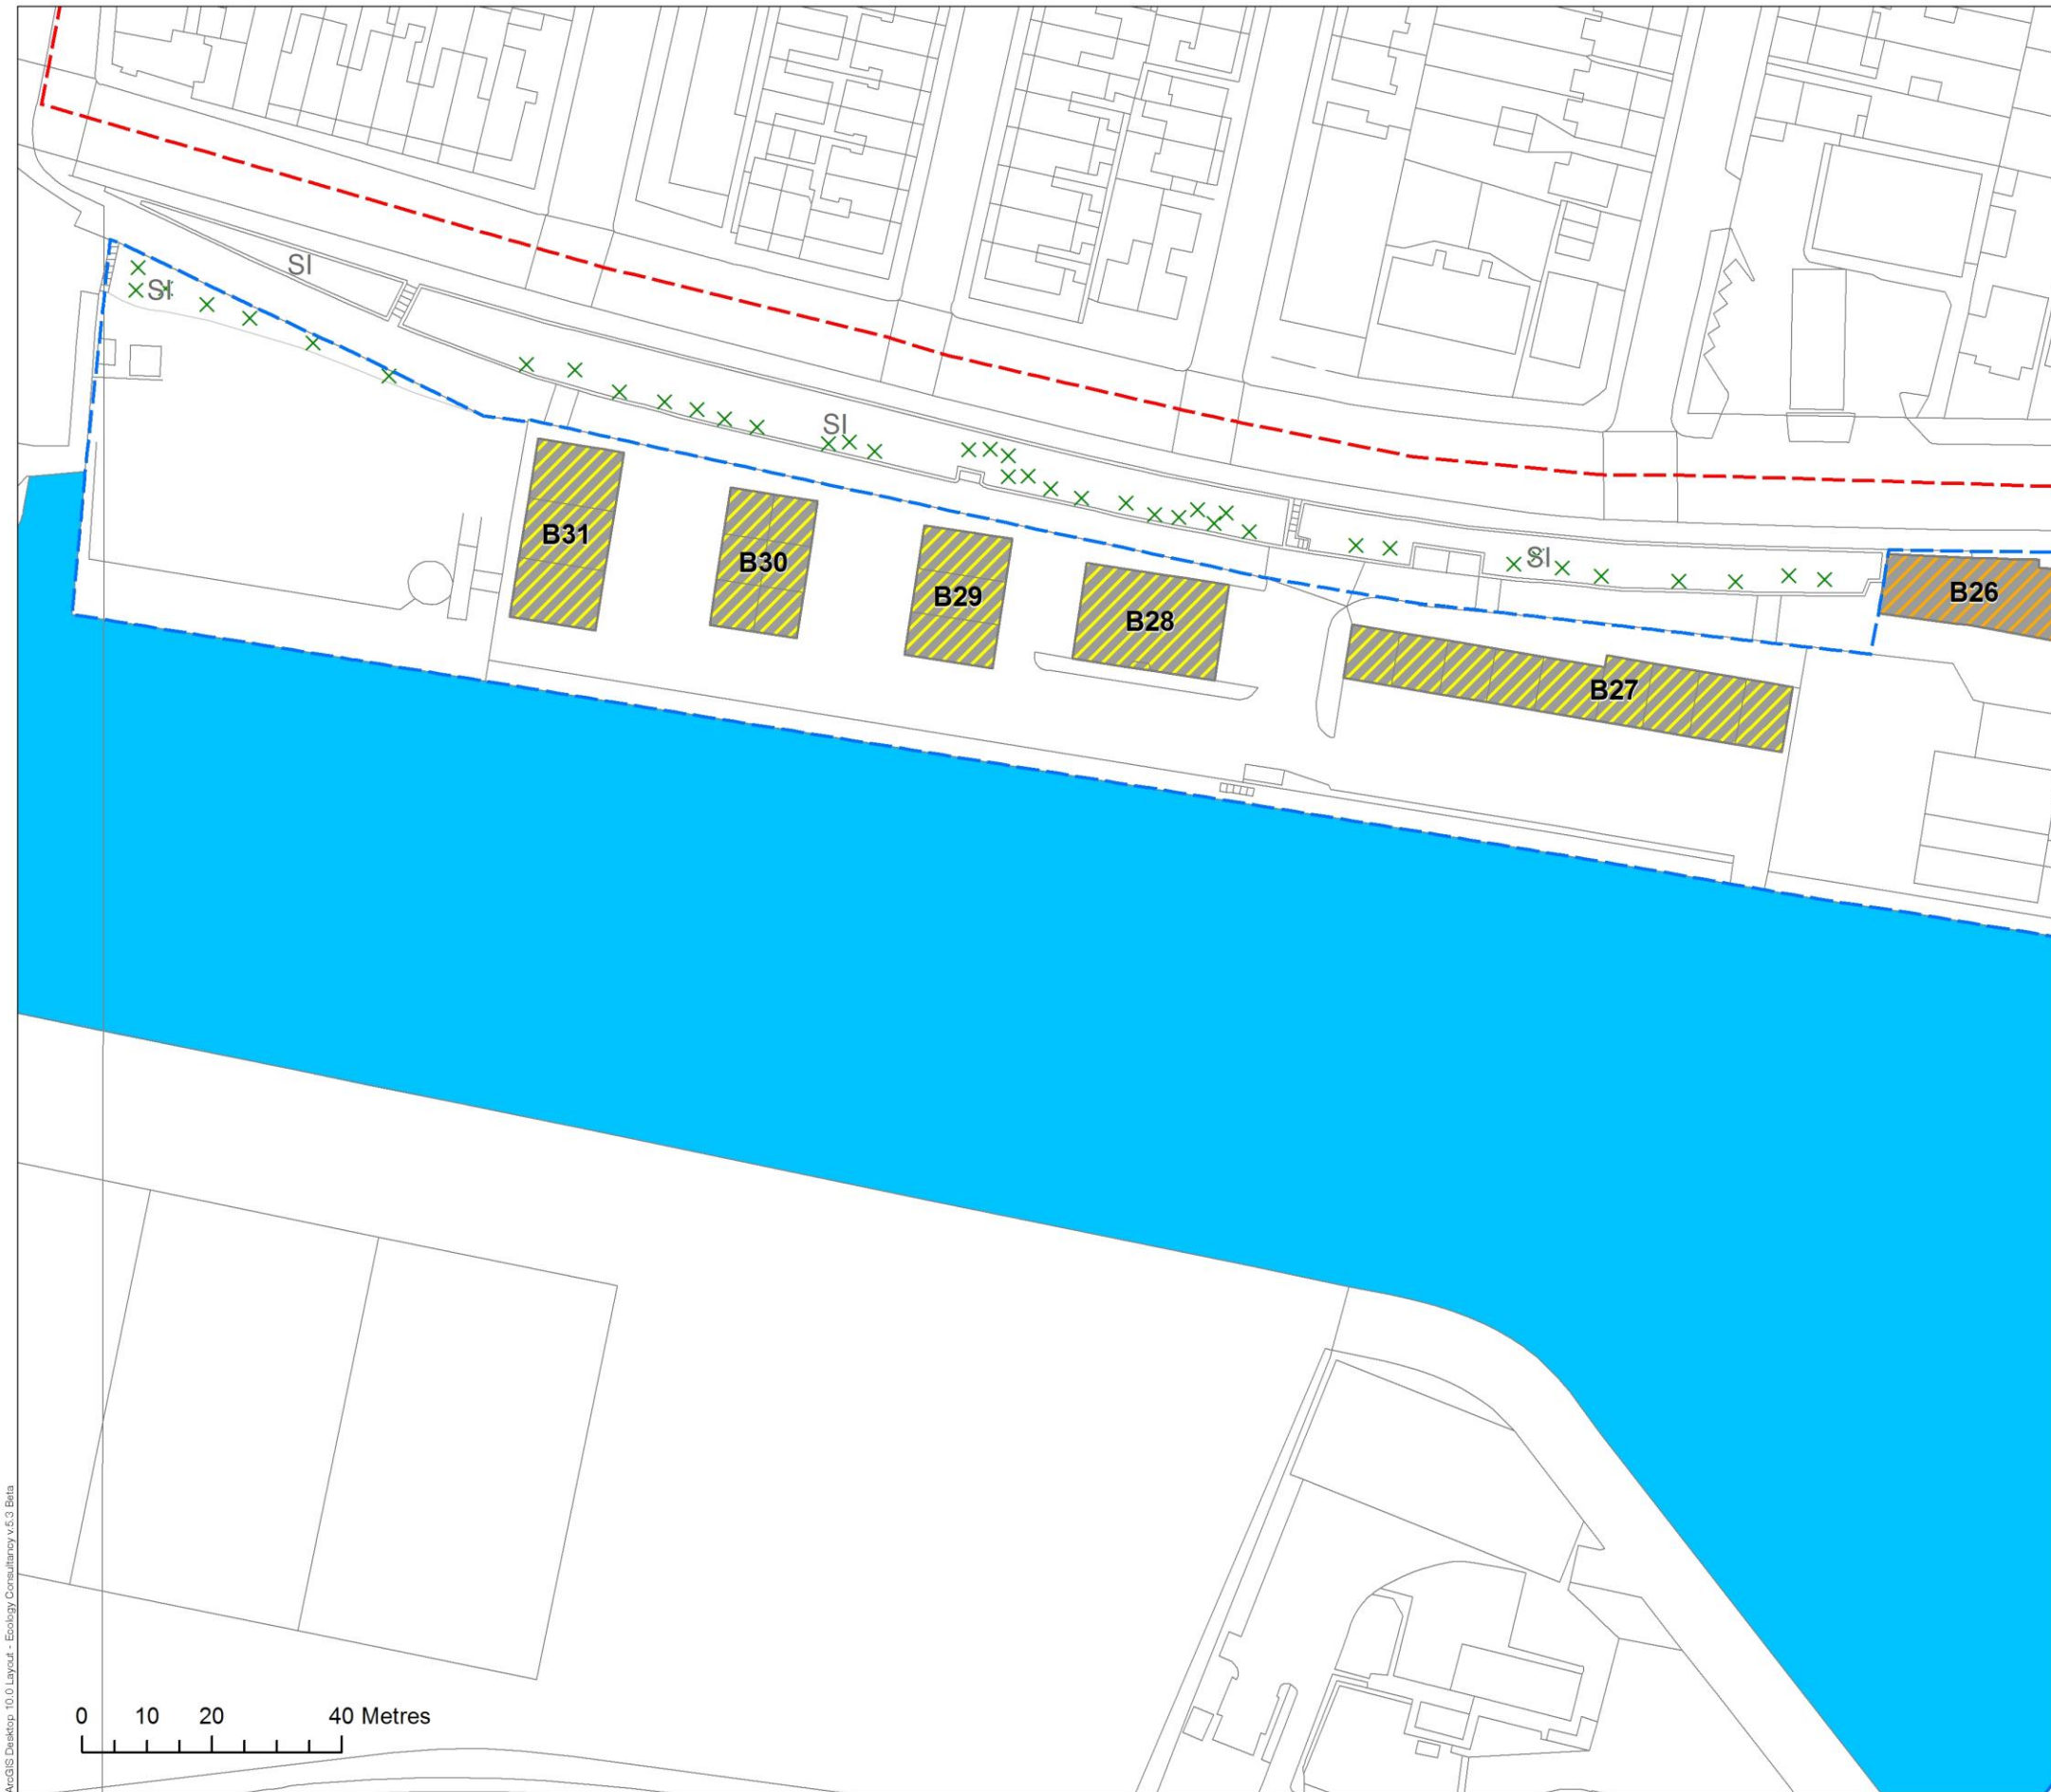 SI
SI
SI
SI
B31
B30
B29
B28
B27
B26
0 10 20 40 Metres
ArcGIS Desktop 10.0 Layout - Ecology Consultancy v.5.3 Beta